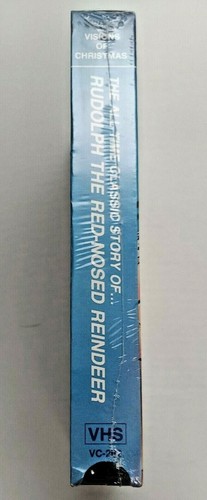 VISIONS
OF
CHRISTMAS
THE ALL-TIME CLASSIC STORY OF...
RUDOLPH THE RED-NOSED REINDEER
VHS